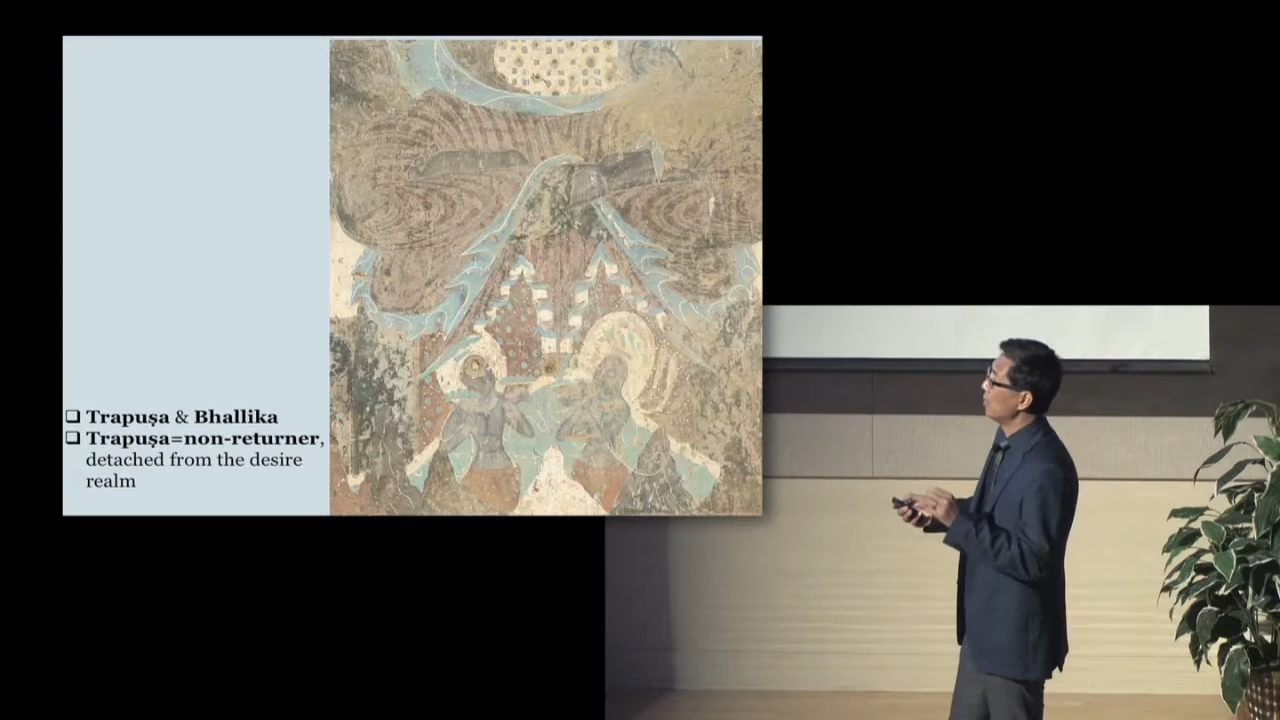 ❑ Trapuṣa & Bhallika
❑ Trapuṣa=non-returner,
detached from the desire
realm